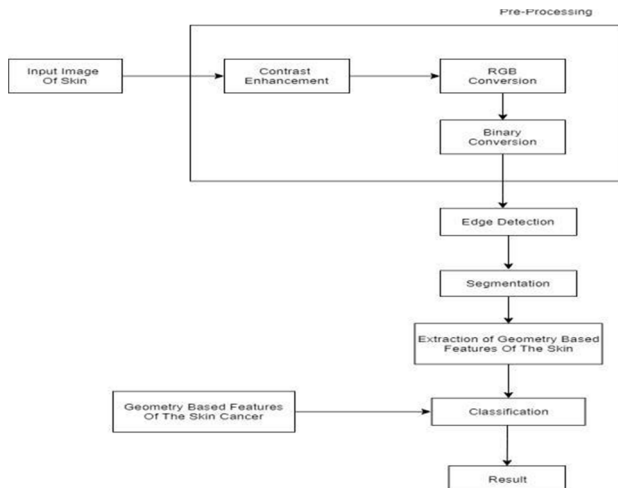 Pre-Processing
Input Image
Of Skin
Contrast
Enhancement
RGB
Conversion
Binary
Conversion
Edge Detection
Segmentation
Extraction of Geometry Based
Features Of The Skin
Geometry Based Features
Of The Skin Cancer
Classification
Result